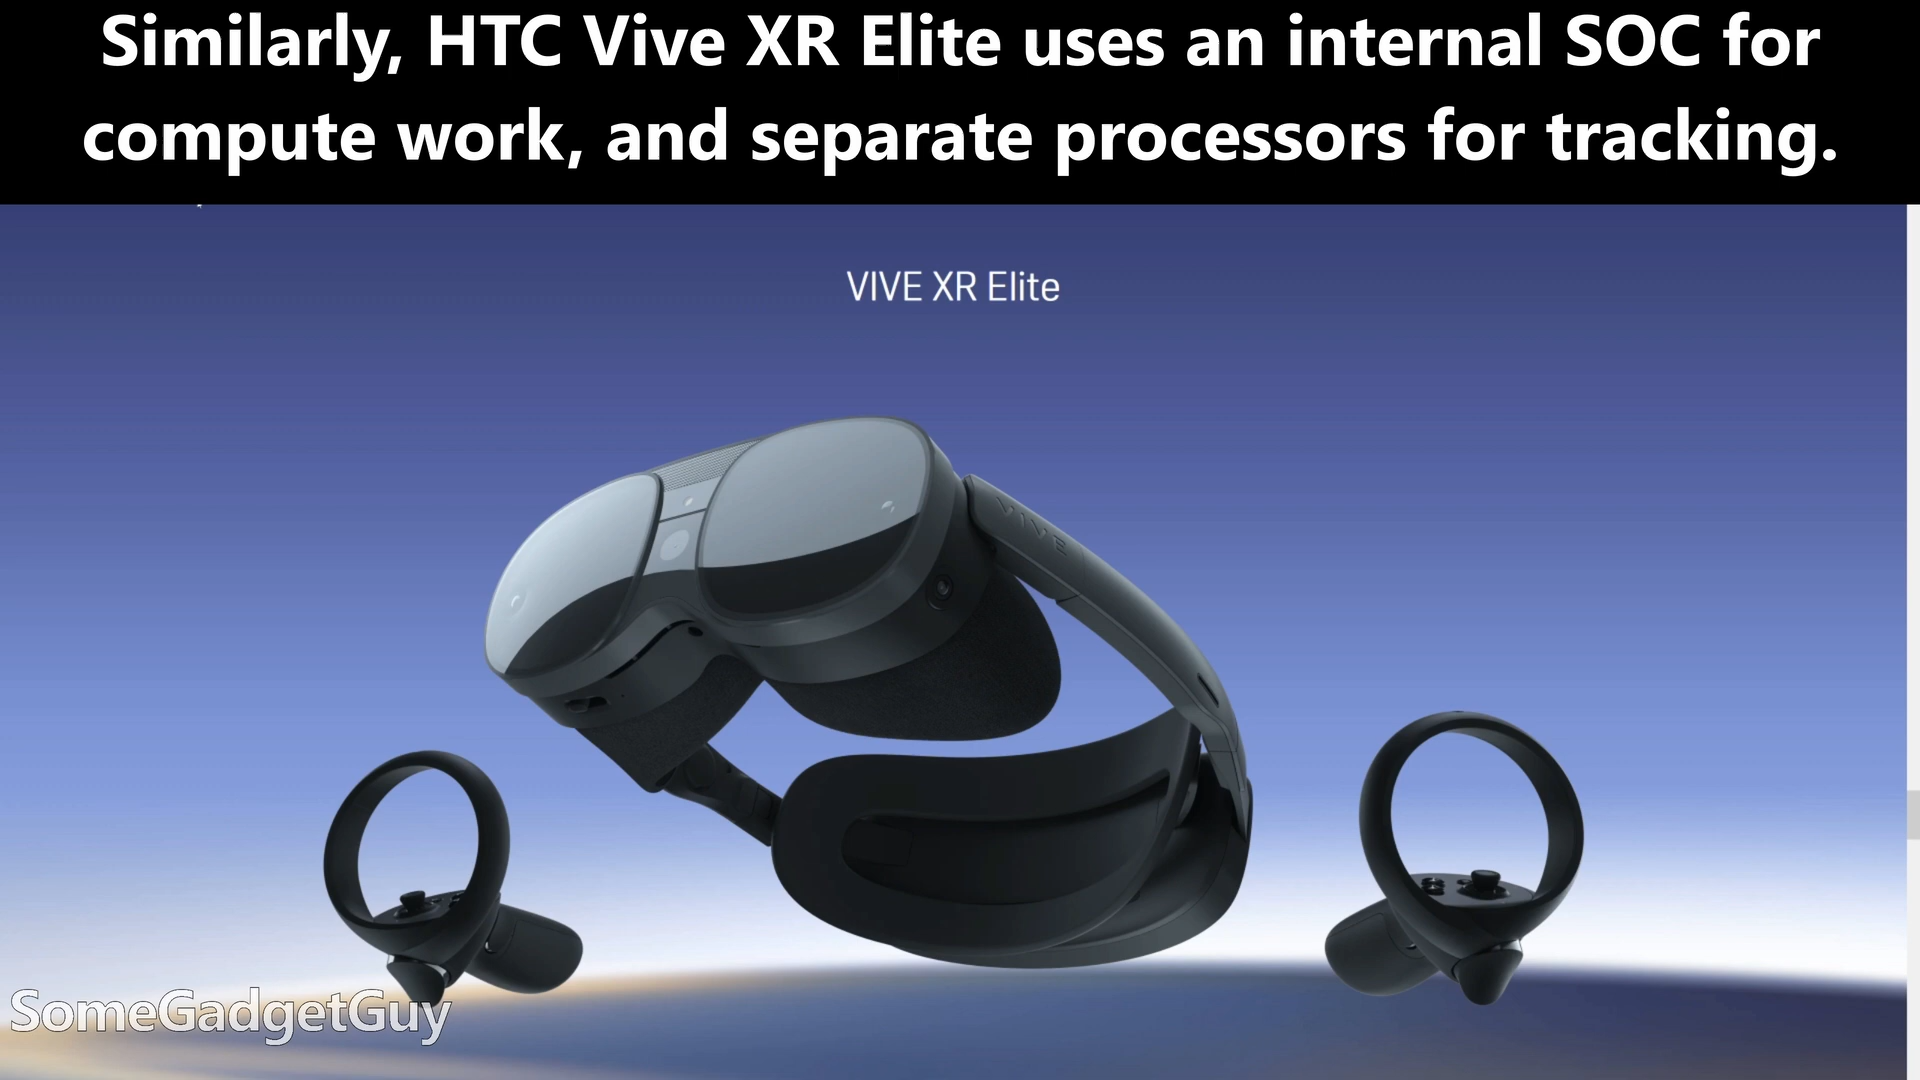 Similarly, HTC Vive XR Elite uses an internal SOC for
compute work, and separate processors for tracking.
VIVE XR Elite
VIVE
SomeGadgetGuy